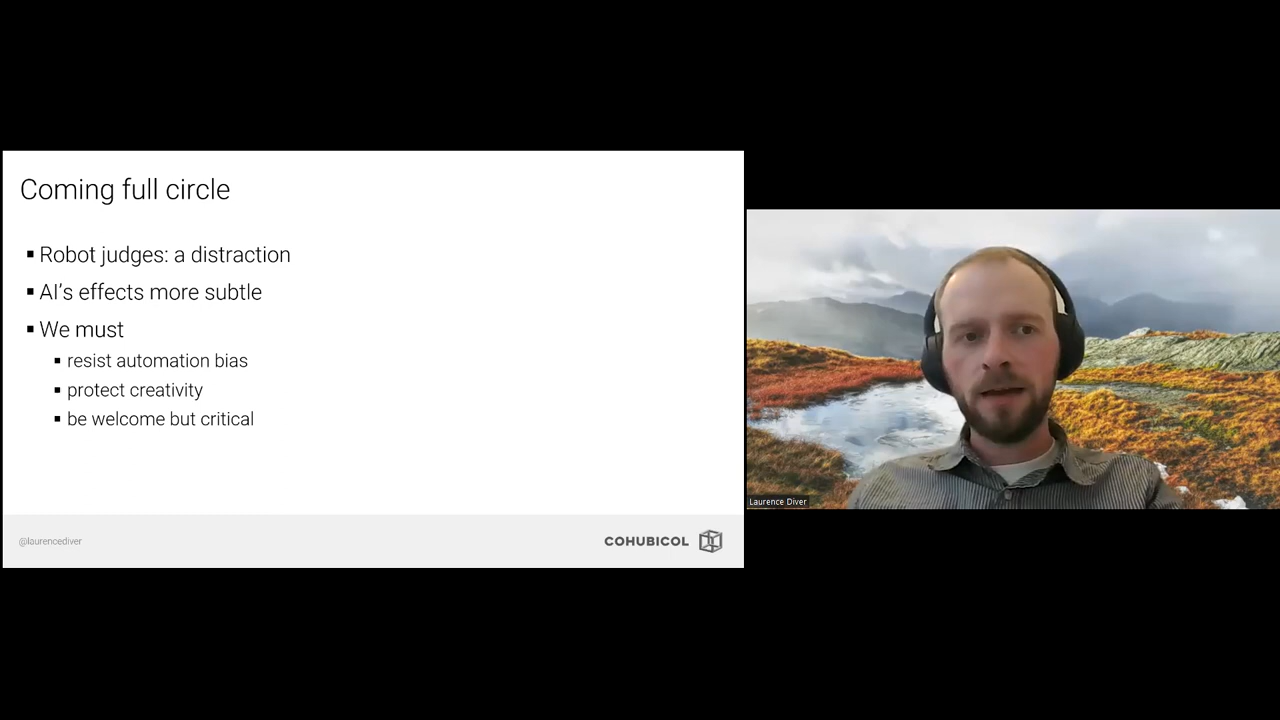 Coming full circle
▪ Robot judges: a distraction
▪ AI’s effects more subtle
▪ We must
▪ resist automation bias
▪ protect creativity
▪ be welcome but critical
@laurencediver
COHUBICOL
Laurence Diver